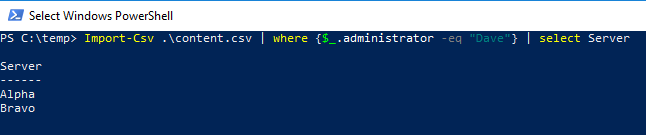 Select Windows PowerShell
PS C:\temp> Import-Csv .\content.csv | where {$_.administrator -eq "Dave"} | select Server
Server
------
Alpha
Bravo